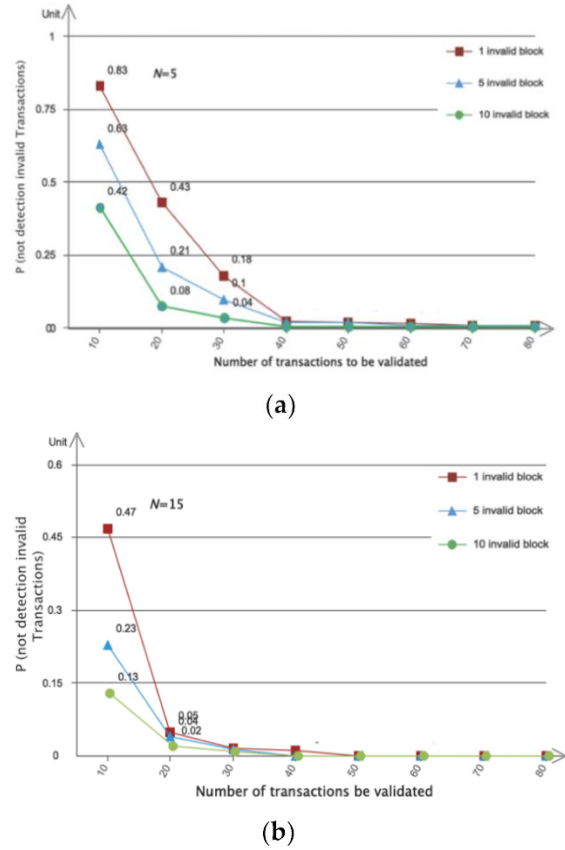 Unit
1
0.75
0.5
0.25
00
P (not detection invalid Transactions)
N=5
0.83
0.63
0.42
0.43
0.21
0.08
0.18
0.1
0.04
1 invalid block
5 invalid block
10 invalid block
10 20 30 40 50 60 70 80
Number of transactions to be validated
(a)
Unit
0.6
0.45
0.3
0.15
0
P (not detection invalid
Transactions)
N=15
0.47
0.23
0.13
0.05
0.04
0.02
1 invalid block
5 invalid block
10 invalid block
10 20 30 40 50 60 70 80
Number of transactions be validated
(b)